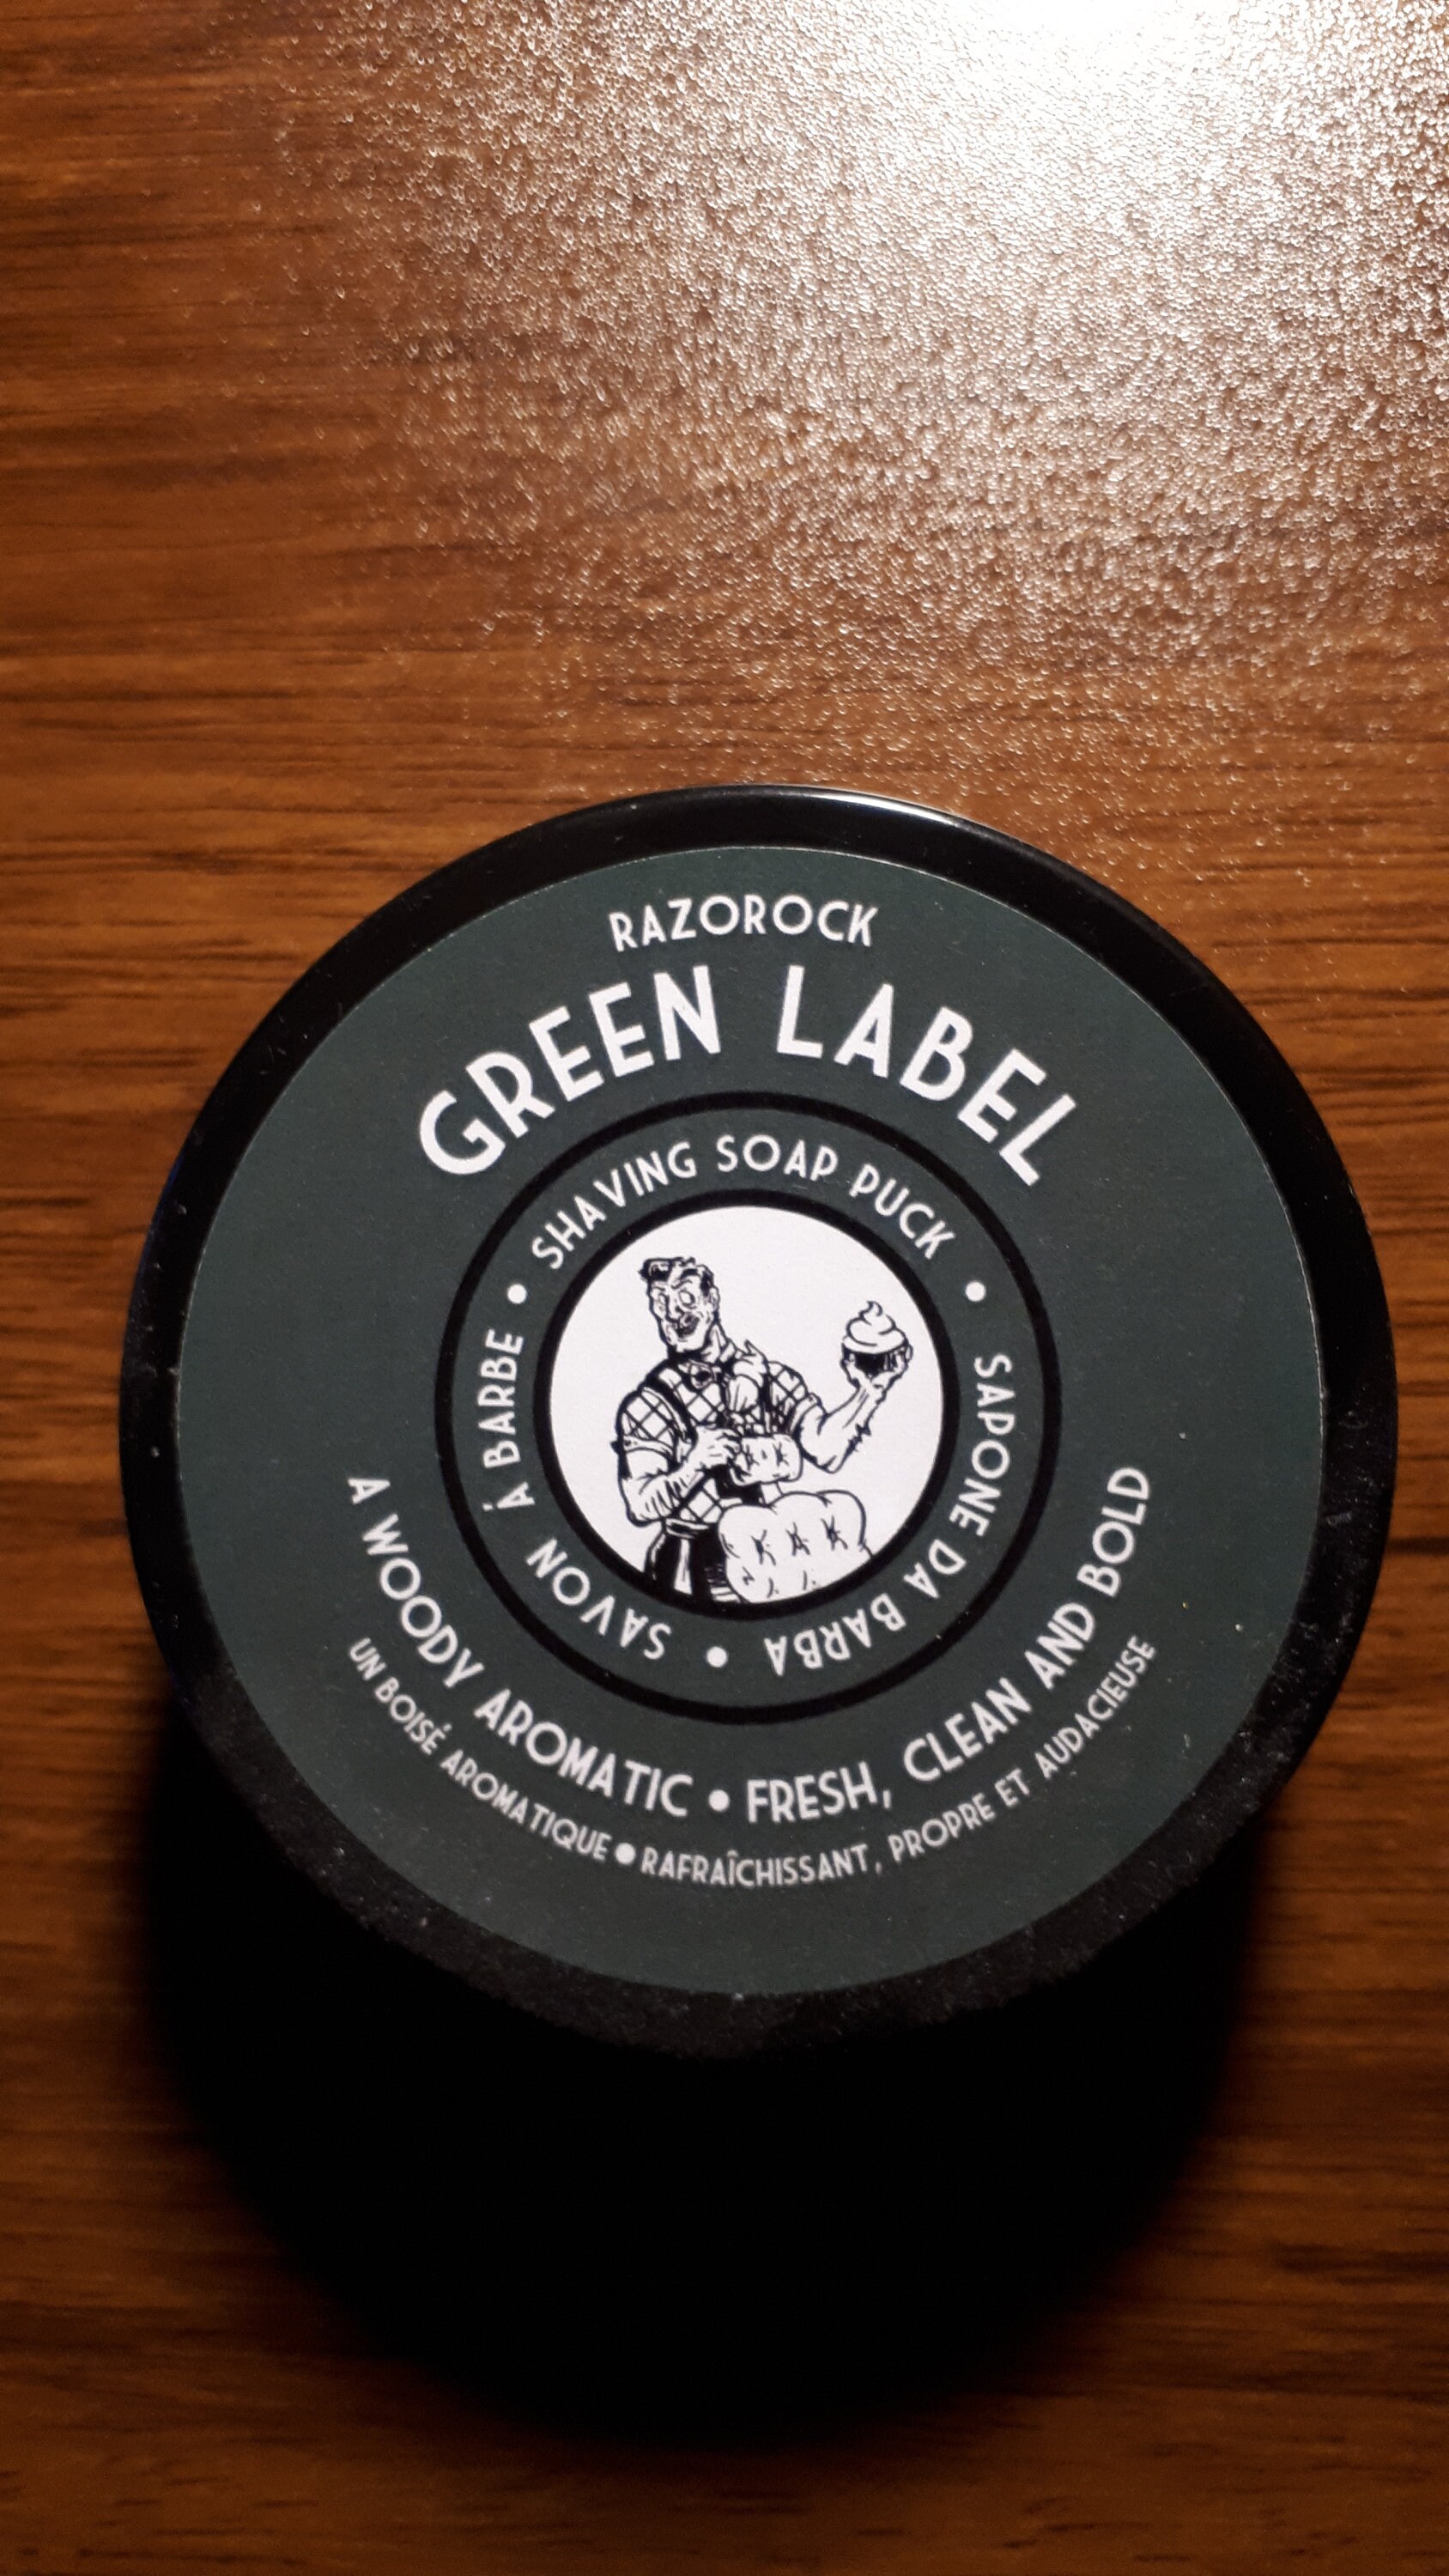 RAZOROCK
GREEN LABEL
SHAVING SOAP PUCK • SAPONE DA BARBA • SAVON Á BARBE •
A WOODY AROMATIC • FRESH, CLEAN AND BOLD
UN BOISÉ AROMATIQUE • RAFRAÎCHISSANT, PROPRE ET AUDACIEUSE